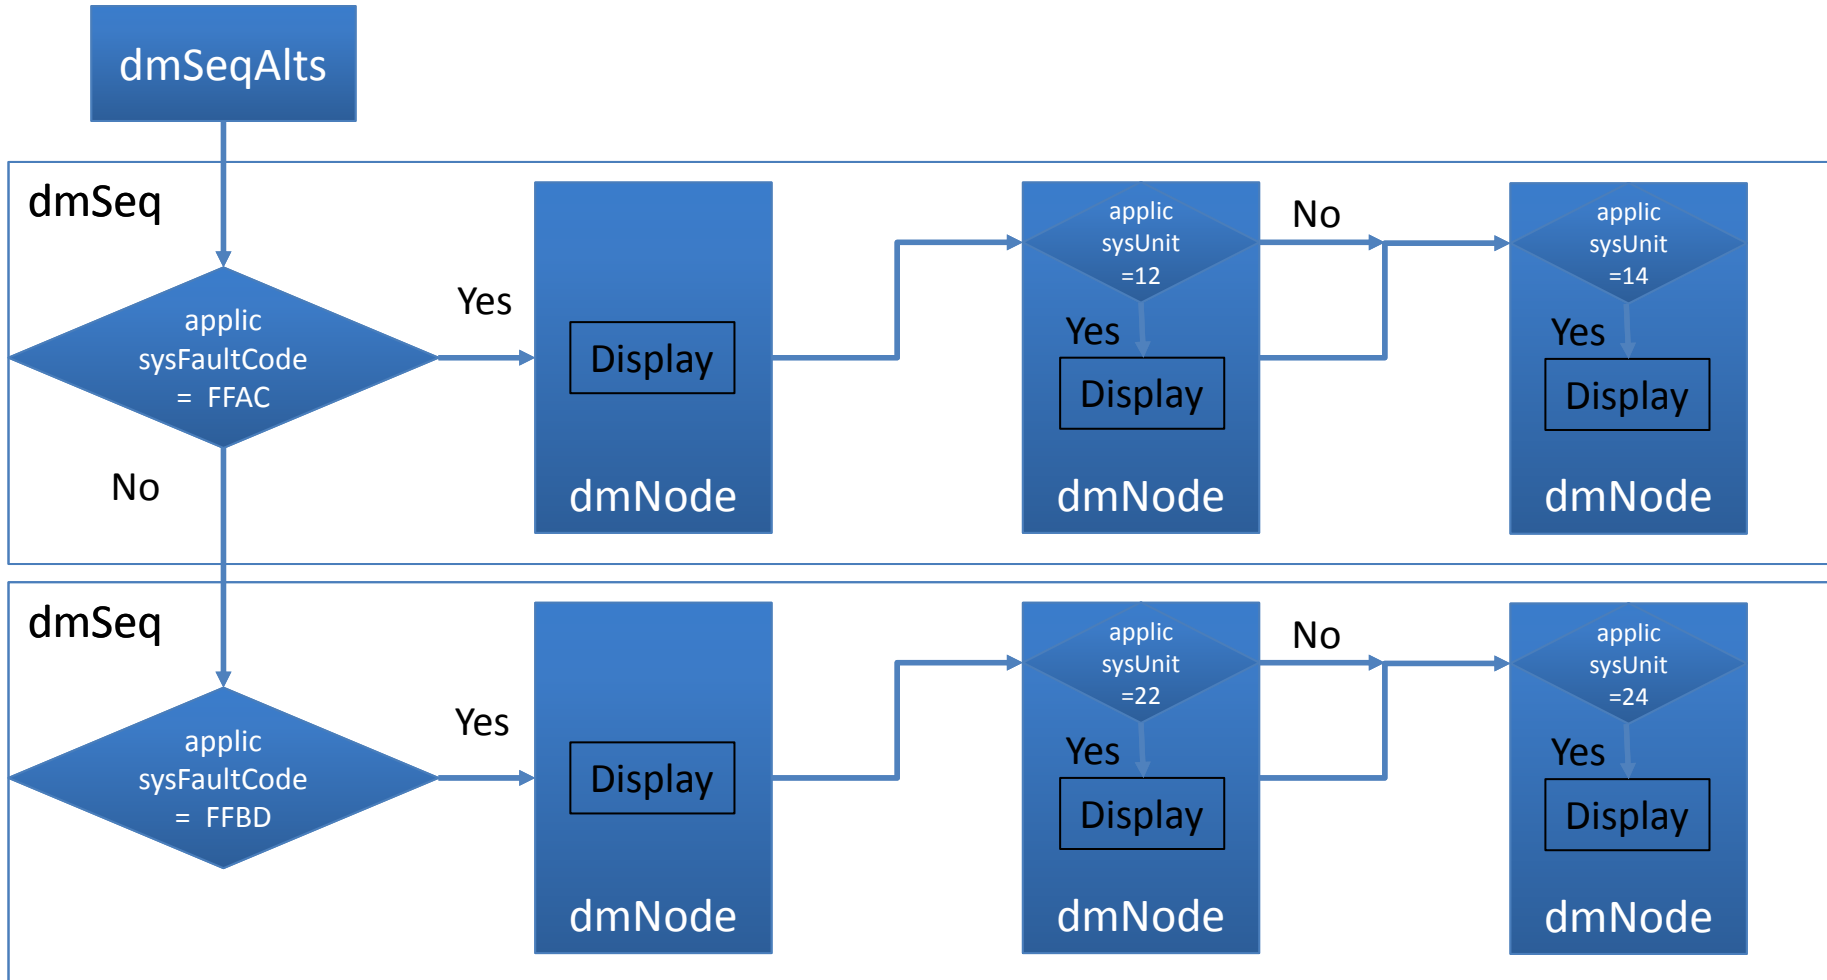 dmSeqAlts
dmSeq
applic
sysFaultCode
= FFAC
Yes
No
Display
dmNode
applic
sysUnit
=12
No
Yes
Display
dmNode
applic
sysUnit
=14
Yes
Display
dmNode
dmSeq
applic
sysFaultCode
= FFBD
Yes
Display
dmNode
applic
sysUnit
=22
No
Yes
Display
dmNode
applic
sysUnit
=24
Yes
Display
dmNode